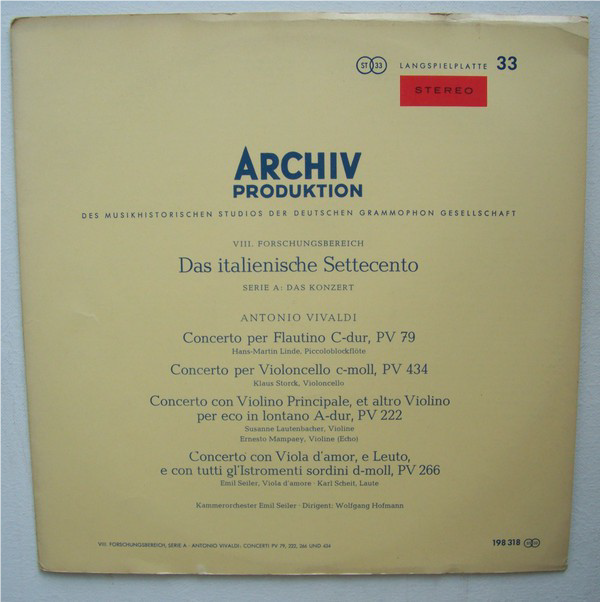 ST 33 LANGSPIELPLATTE 33
STEREO
ARCHIV
PRODUKTION
DES MUSIKHISTORISCHEN STUDIOS DER DEUTSCHEN GRAMMOPHON GESELLSCHAFT
VIII. FORSCHUNGSBEREICH
Das italienische Settecento
SERIE A: DAS KONZERT
ANTONIO VIVALDI
Concerto per Flautino C-dur, PV 79
Hans-Martin Linde, Piccoloblockflöte
Concerto per Violoncello c-moll, PV 434
Klaus Storck, Violoncello
Concerto con Violino Principale, et altro Violino
per eco in lontano A-dur, PV 222
Susanne Lautenbacher, Violine
Ernesto Mampaey, Violine (Echo)
Concerto con Viola d'amor, e Leuto,
e con tutti gl'Istromenti sordini d-moll, PV 266
Emil Seiler, Viola d'amore · Karl Scheit, Laute
Kammerorchester Emil Seiler · Dirigent: Wolfgang Hofmann
VIII. FORSCHUNGSBEREICH, SERIE A · ANTONIO VIVALDI: CONCERTI PV 79, 222, 266 UND 434
198 318